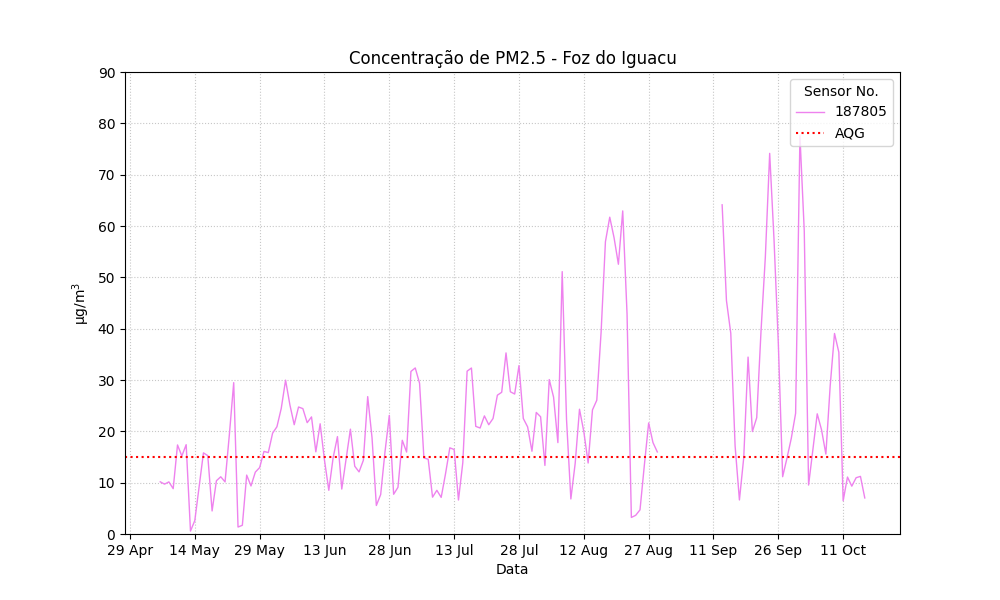 Concentração de PM2.5 - Foz do Iguacu
Sensor No.
187805
AQG
90
80
70
60
50
40
30
20
10
0
µg/m³
29 Apr 14 May 29 May 13 Jun 28 Jun 13 Jul 28 Jul 12 Aug 27 Aug 11 Sep 26 Sep 11 Oct
Data